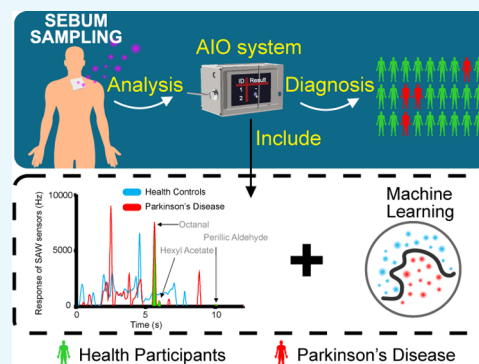 SEBUM
SAMPLING
AIO system
Analysis
Diagnosis
ID Result
2
Include
Response of SAW sensors (Hz)
10000
5000
0
0
5
10
Time (s)
Health Controls
Parkinson's Disease
Octanal
Perillic Aldehyde
Hexyl Acetate
Machine
Learning
Health Participants
Parkinson's Disease